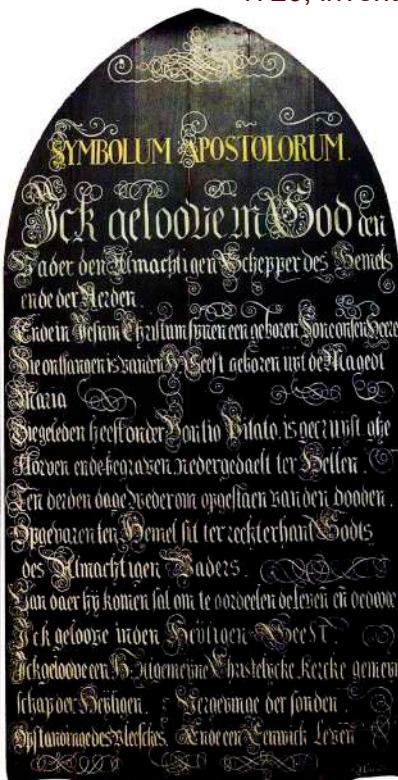 SYMBOLUM APOSTOLORUM.
Ick geloove in God den
Vader den Almachtigen Schepper des Hemels
ende der Aerden
Ende in Jesum Christum synen een geboren Sone onsen Heere
Die ontfangen is vanden H. Geest geboren uyt de Maget
Maria
Die geleden heeft onder Pontio Pilato is gecruyst ghe
storven ende begraven nedergedaelt ter Hellen.
Ten derden dage Wederom opgestaen van den dooden.
Opgevaren ten Hemel sit ter rechterhant Godts
des Almachtigen Vaders.
Van daer hy komen sal om te oordeelen de leven en de
Ick geloove inden Heyligen Geest.
Ick geloove een H. Algemeyne Christelycke Kercke gemeyn
schap der Heyligen. Vergevinge der sonden.
Opstandinge des Vleesches. Ende een Eeuwich Leven